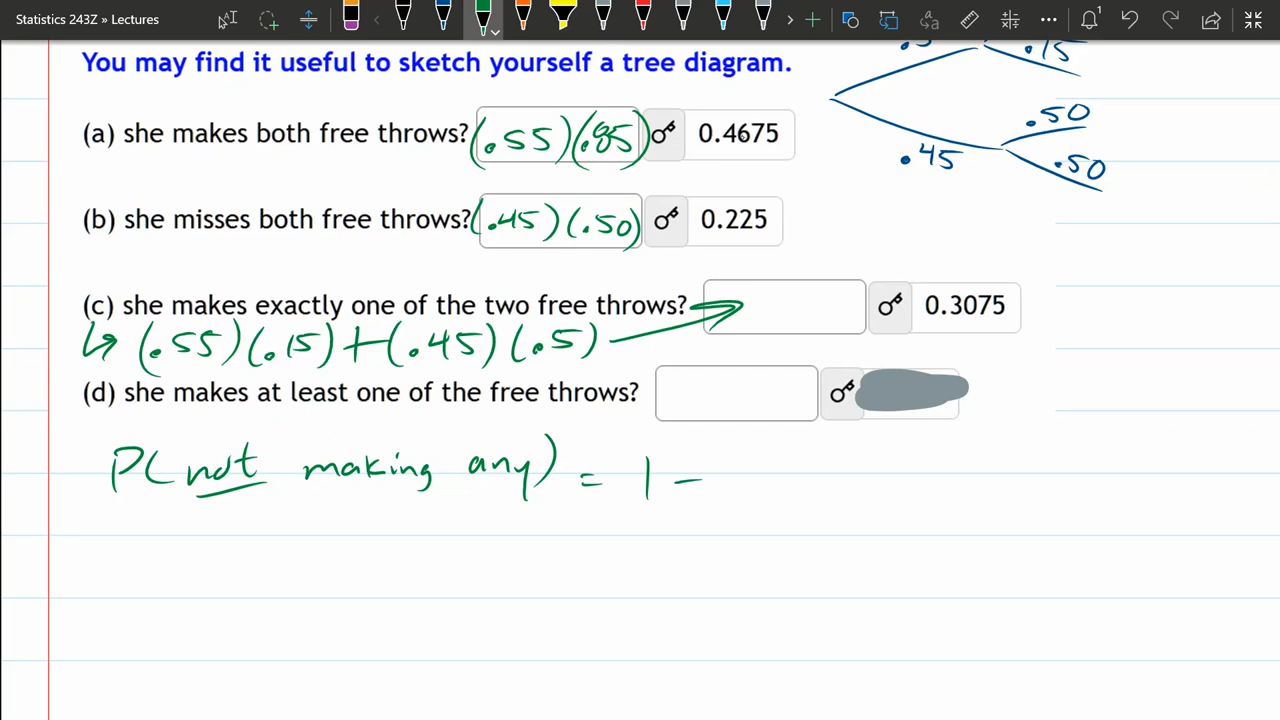 Statistics 243Z » Lectures
You may find it useful to sketch yourself a tree diagram.
.15
(a) she makes both free throws? (.55)(.85) 0.4675
.50
.45
.50
(b) she misses both free throws? (.45)(.50) 0.225
(c) she makes exactly one of the two free throws? 0.3075
(.55)(.15)+(.45)(.5)
(d) she makes at least one of the free throws?
P(not making any) = 1 -